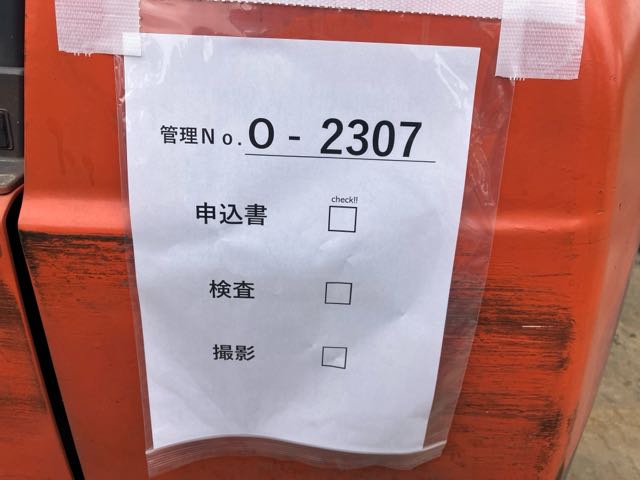 管理No. O - 2307
check!!
申込書 □
検査 □
撮影 □